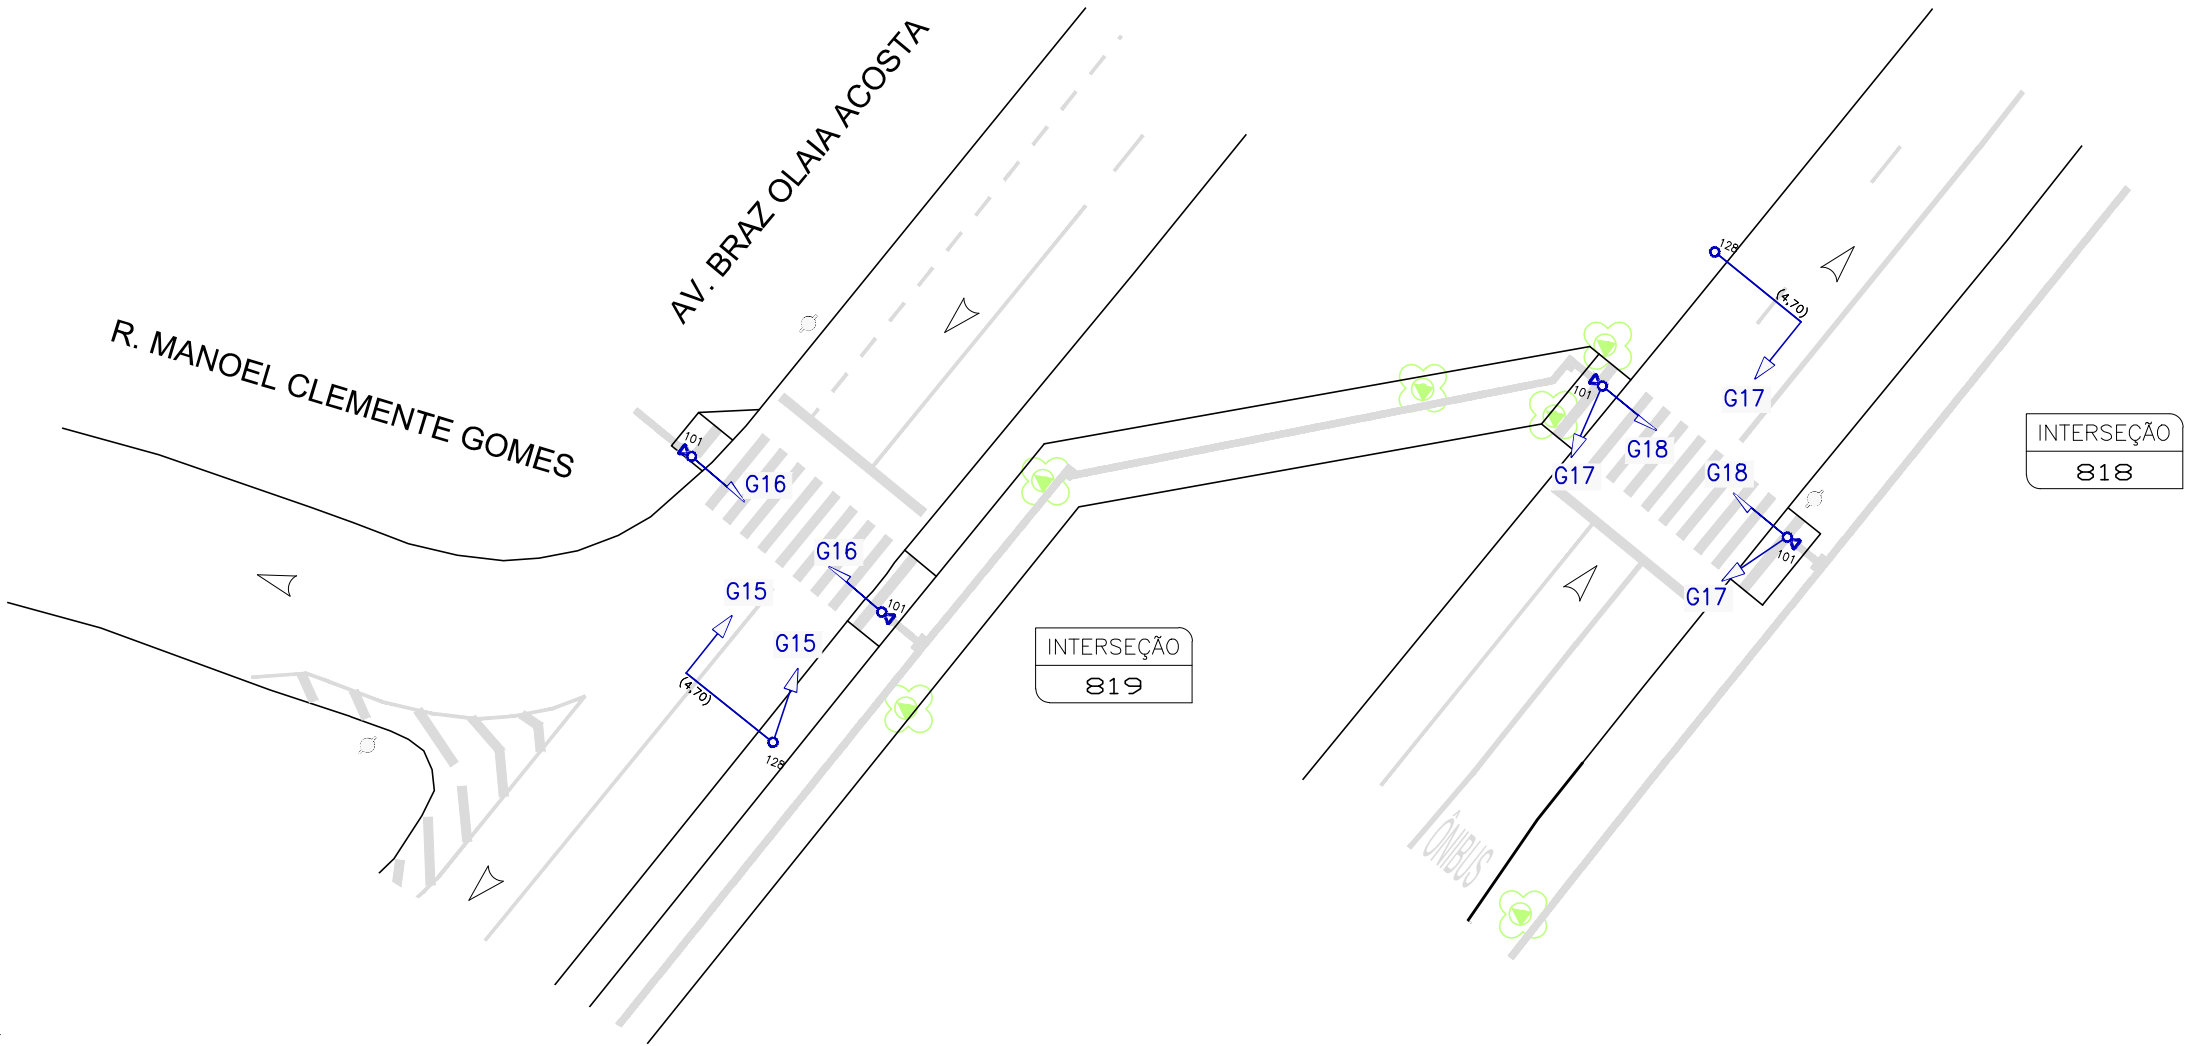 AV. BRAZ OLAIA ACOSTA
R. MANOEL CLEMENTE GOMES
101
G16
G16
101
G15
G15
(4,70)
128
INTERSEÇÃO
819
128
(4,70)
G17
101
G18
G17
G18
101
G17
INTERSEÇÃO
818
ÔNIBUS